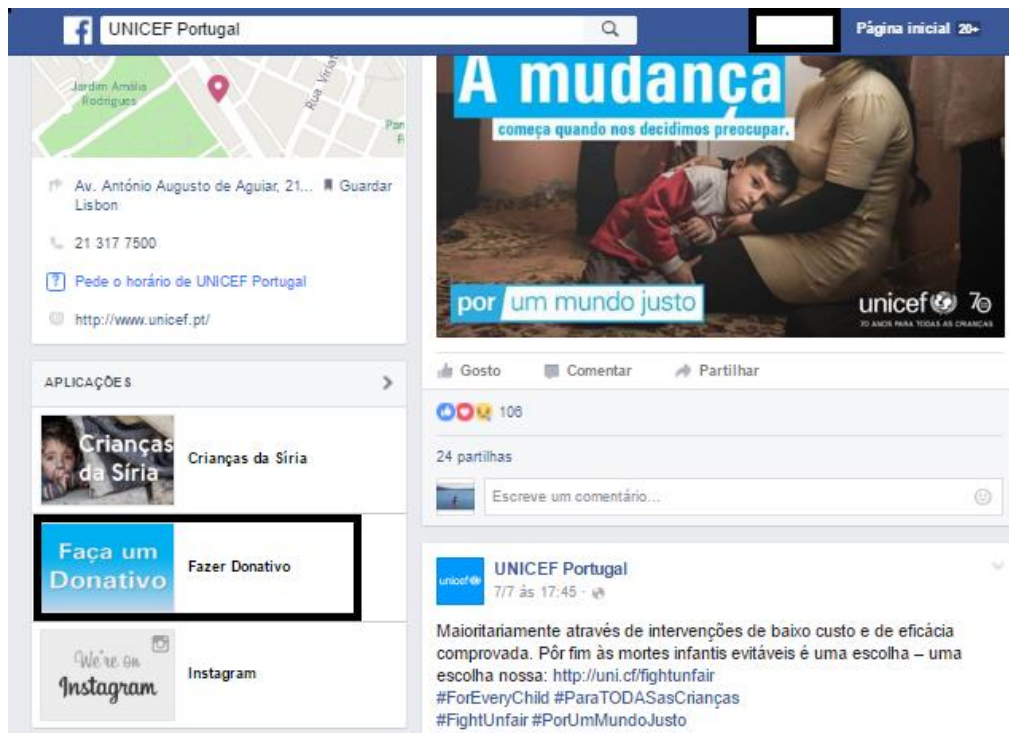 UNICEF Portugal
Página inicial 20+
Jardim Amália
Rodrigues
Rua Viriat
Av. António Augusto de Aguiar, 21... Guardar
Lisbon
21 317 7500
? Pede o horário de UNICEF Portugal
http://www.unicef.pt/
APLICAÇÕES
Crianças
da Síria
Crianças da Síria
Faça um
Donativo
Fazer Donativo
We're on
Instagram
Instagram
A mudança
começa quando nos decidimos preocupar.
por um mundo justo
unicef 70
70 ANOS PARA TODAS AS CRIANÇAS
Gosto Comentar Partilhar
106
24 partilhas
Escreve um comentário...
unicef
UNICEF Portugal
7/7 às 17:45 ·
Maioritariamente através de intervenções de baixo custo e de eficácia
comprovada. Pôr fim às mortes infantis evitáveis é uma escolha – uma
escolha nossa: http://uni.cf/fightunfair
#ForEveryChild #ParaTODASasCrianças
#FightUnfair #PorUmMundoJusto